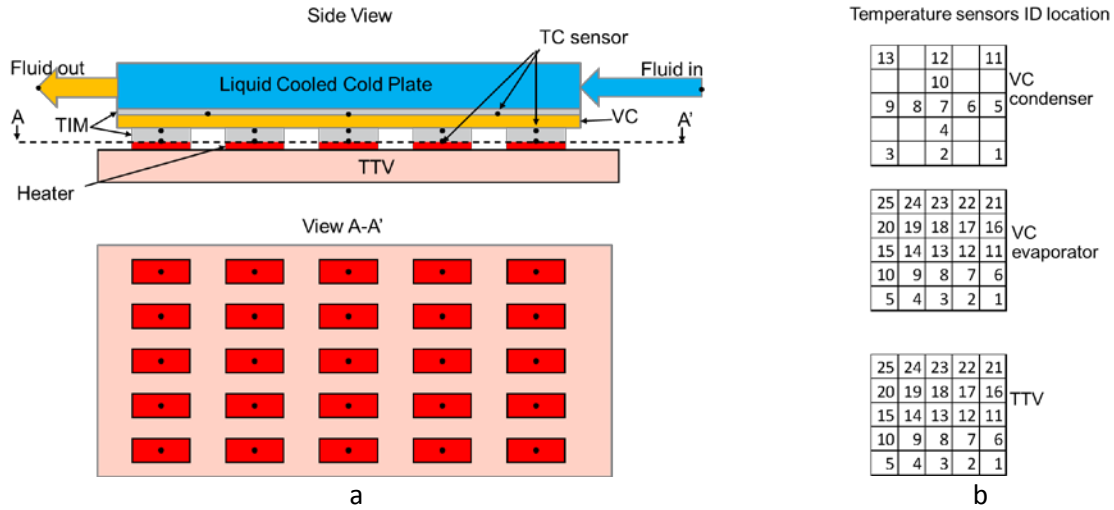 Side View
Temperature sensors ID location
TC sensor
Fluid out
Liquid Cooled Cold Plate
Fluid in
A
TIM
VC
A'
TTV
Heater
View A-A'
13 12 11
10
9 8 7 6 5
4
3 2 1
VC
condenser
25 24 23 22 21
20 19 18 17 16
15 14 13 12 11
10 9 8 7 6
5 4 3 2 1
VC
evaporator
25 24 23 22 21
20 19 18 17 16
15 14 13 12 11
10 9 8 7 6
5 4 3 2 1
TTV
a
b